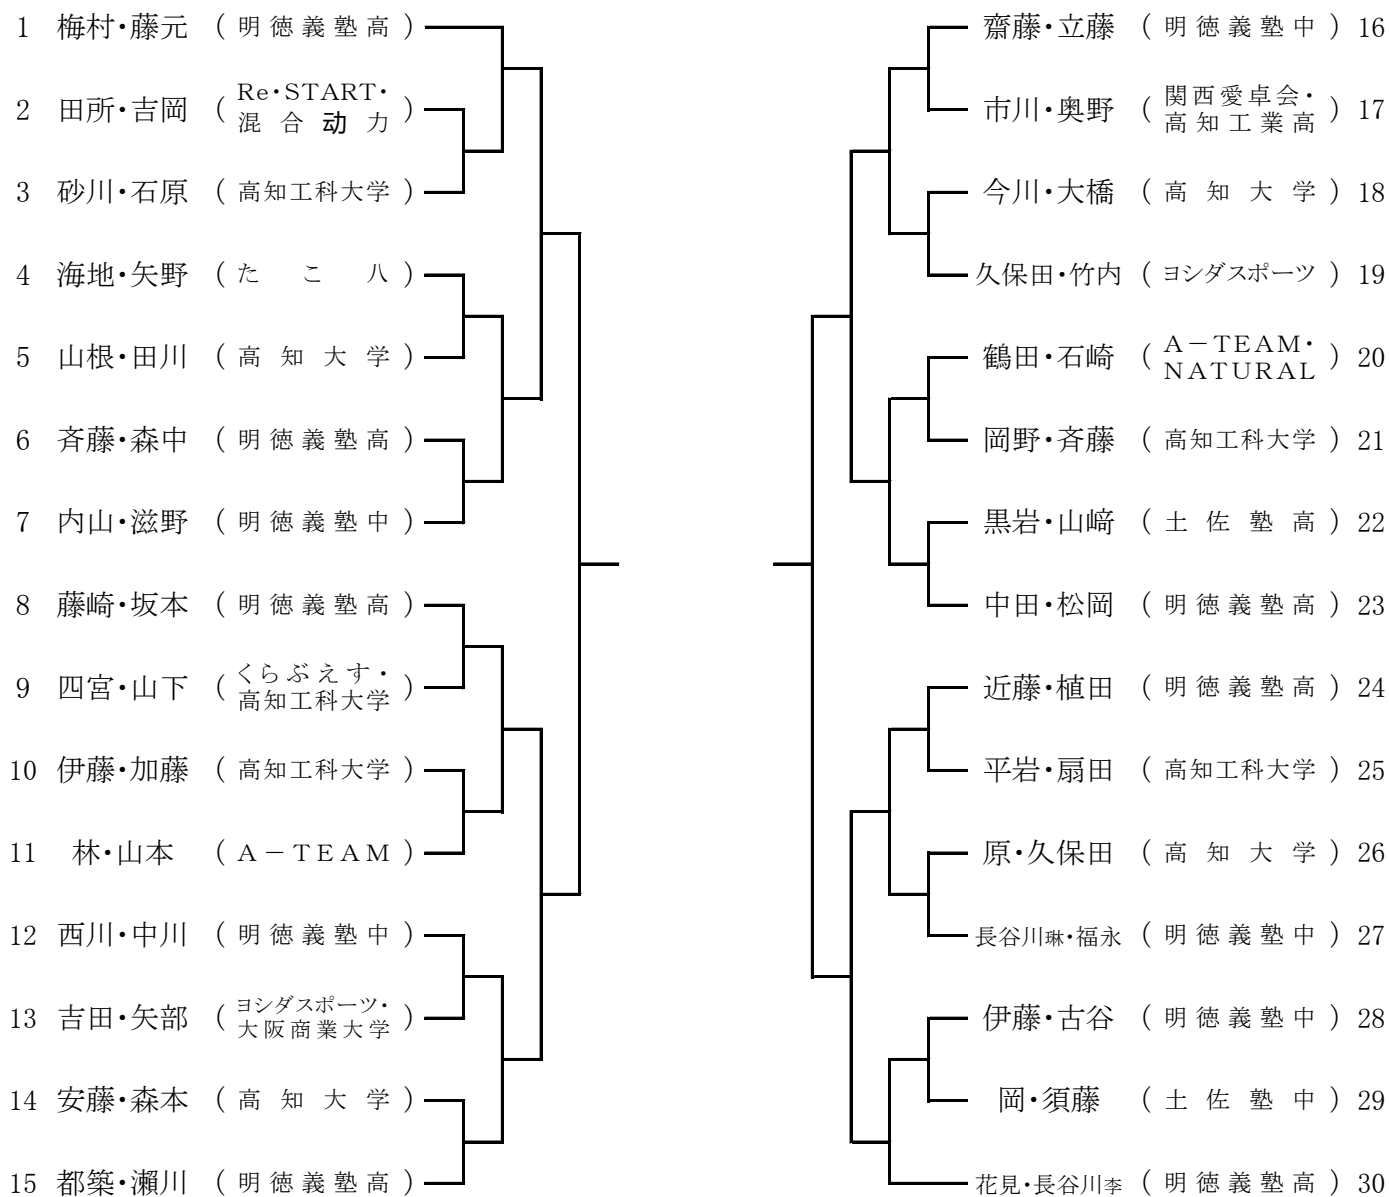 1 梅村・藤元 （ 明徳義塾高 ）
2 田所・吉岡 （ Re・START・
混合动力 ）
3 砂川・石原 （ 高知工科大学 ）
4 海地・矢野 （ たこ八 ）
5 山根・田川 （ 高知大学 ）
6 斉藤・森中 （ 明徳義塾高 ）
7 内山・滋野 （ 明徳義塾中 ）
8 藤崎・坂本 （ 明徳義塾高 ）
9 四宮・山下 （ くらぶえす・
高知工科大学 ）
10 伊藤・加藤 （ 高知工科大学 ）
11 林・山本 （ A－TEAM ）
12 西川・中川 （ 明徳義塾中 ）
13 吉田・矢部 （ ヨシダスポーツ・
大阪商業大学 ）
14 安藤・森本 （ 高知大学 ）
15 都築・瀬川 （ 明徳義塾高 ）
齋藤・立藤 （ 明徳義塾中 ） 16
市川・奥野 （ 関西愛卓会・
高知工業高 ） 17
今川・大橋 （ 高知大学 ） 18
久保田・竹内 （ ヨシダスポーツ ） 19
鶴田・石崎 （ A－TEAM・
NATURAL ） 20
岡野・斉藤 （ 高知工科大学 ） 21
黒岩・山﨑 （ 土佐塾高 ） 22
中田・松岡 （ 明徳義塾高 ） 23
近藤・植田 （ 明徳義塾高 ） 24
平岩・扇田 （ 高知工科大学 ） 25
原・久保田 （ 高知大学 ） 26
長谷川琳・福永 （ 明徳義塾中 ） 27
伊藤・古谷 （ 明徳義塾中 ） 28
岡・須藤 （ 土佐塾中 ） 29
花見・長谷川李 （ 明徳義塾高 ） 30